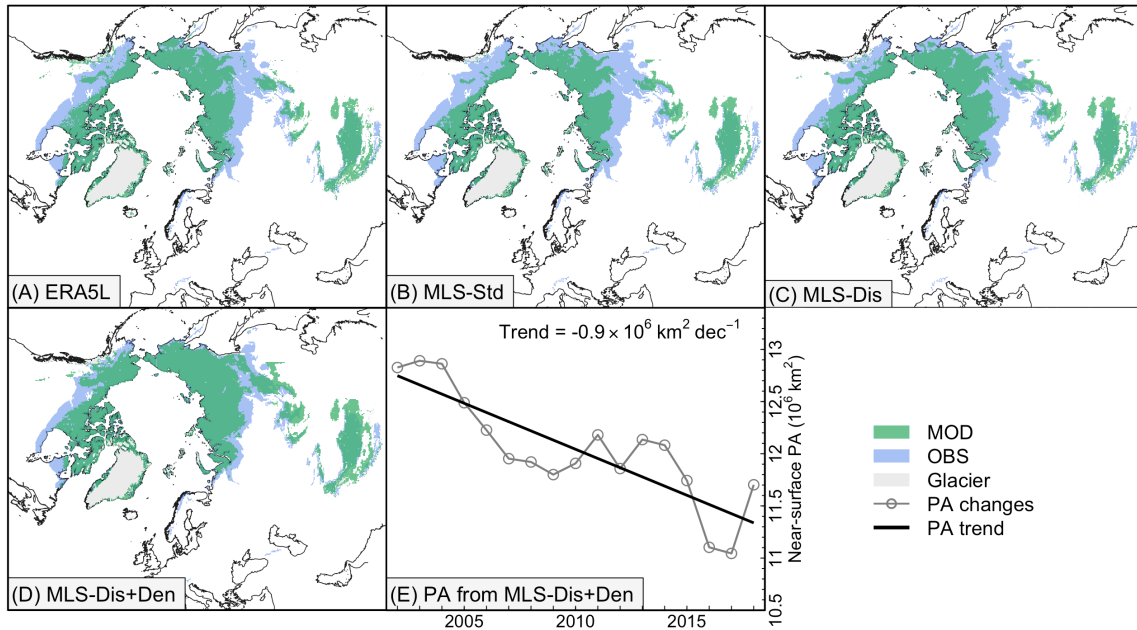 (A) ERA5L
(B) MLS-Std
(C) MLS-Dis
(D) MLS-Dis+Den
Trend = -0.9 × 10⁶ km² dec⁻¹
(E) PA from MLS-Dis+Den
2005 2010 2015
13
12.5
12
11.5
11
10.5
Near-surface PA (10⁶ km²)
MOD
OBS
Glacier
PA changes
PA trend